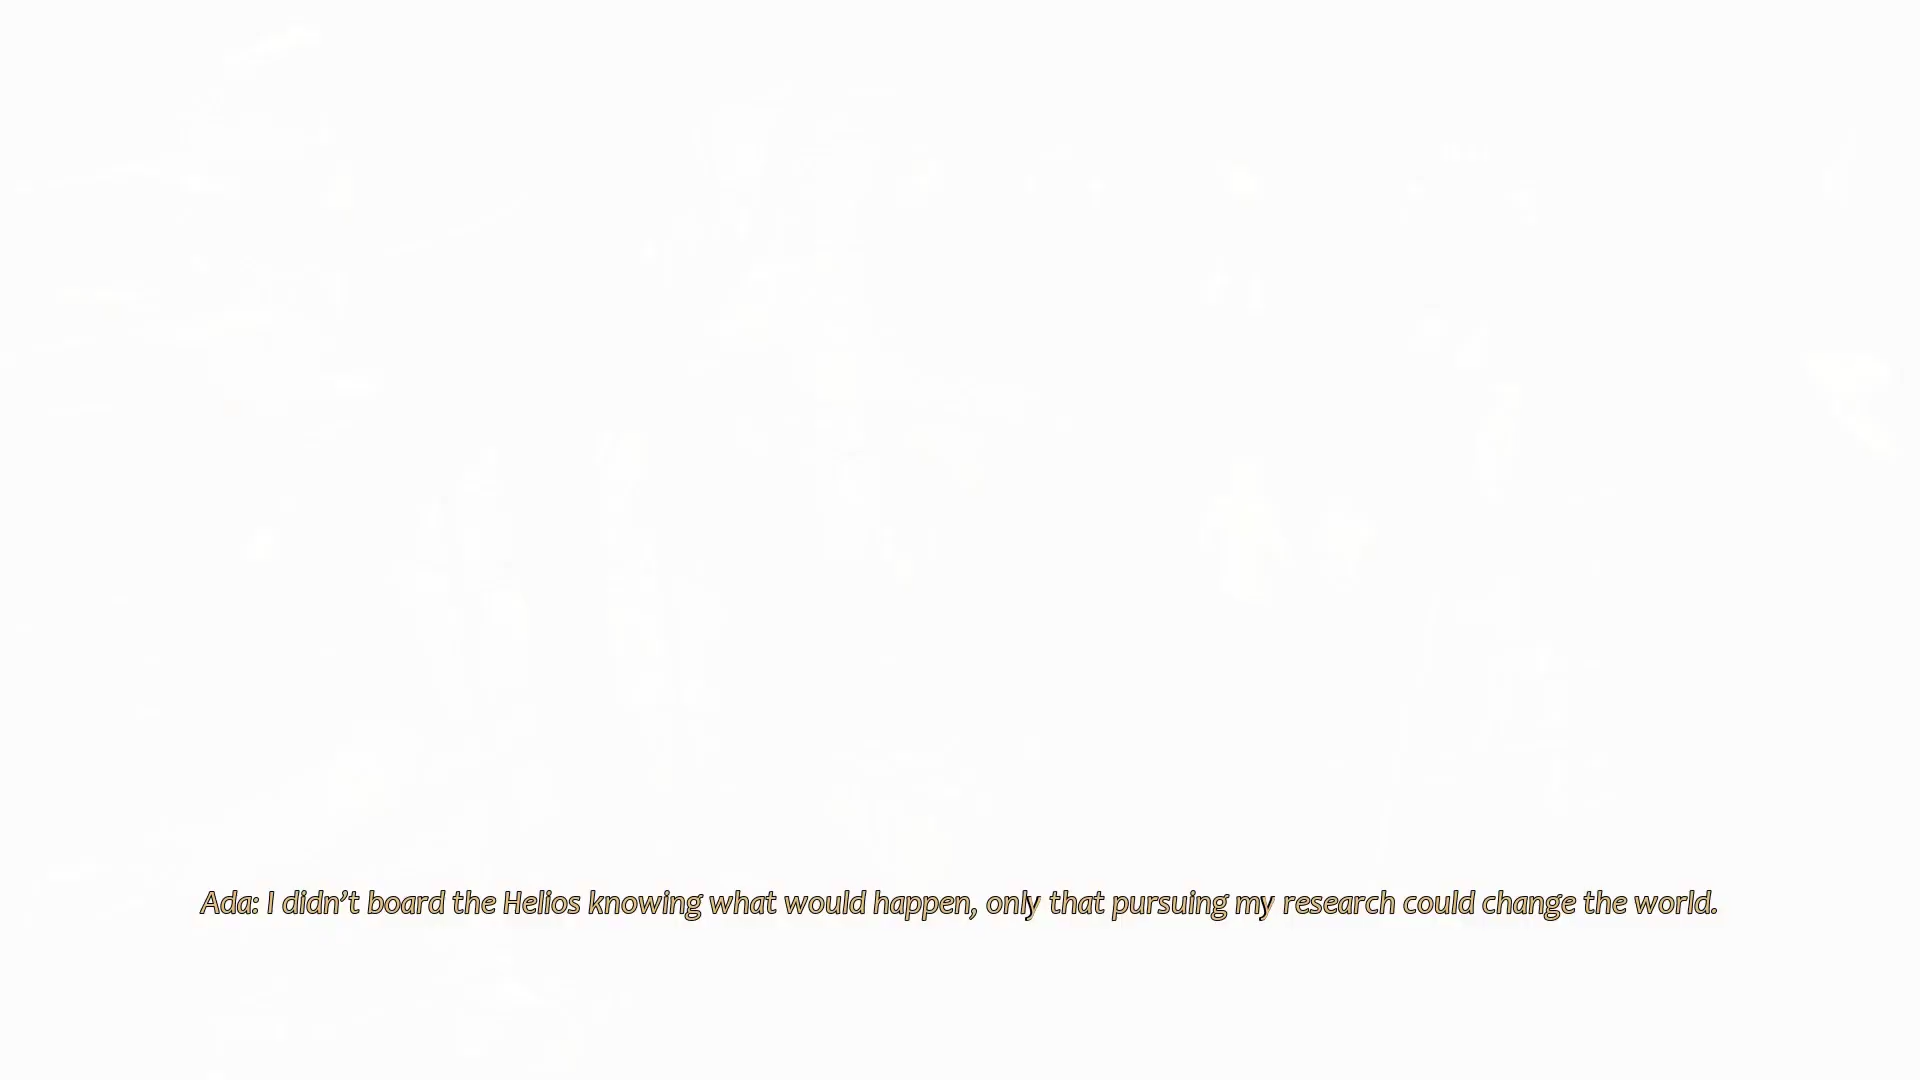 Ada: I didn’t board the Helios knowing what would happen, only that pursuing my research could change the world.